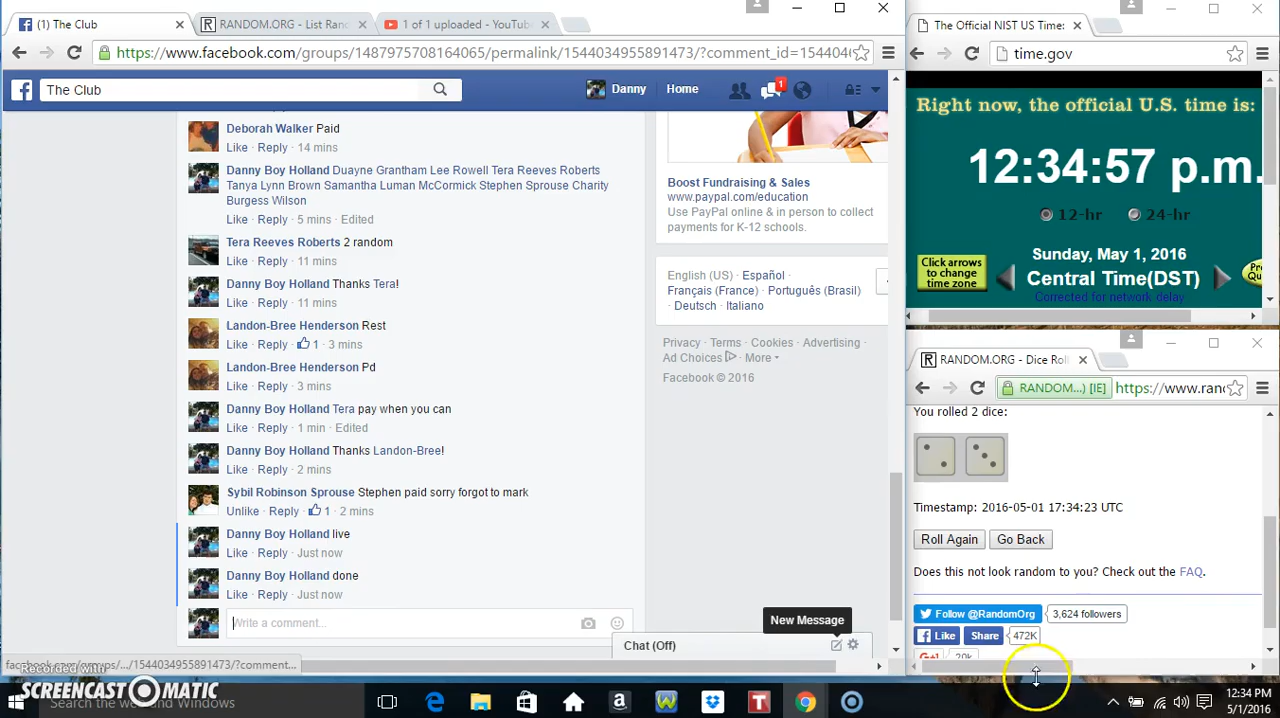 (1) The Club
RANDOM.ORG - List Ran
1 of 1 uploaded - YouTub
https://www.facebook.com/groups/1487975708164065/permalink/1544034955891473/?comment_id=15440
The Club
Danny
Home
1
Deborah Walker Paid
Like · Reply · 14 mins
Danny Boy Holland Duayne Grantham Lee Rowell Tera Reeves Roberts
Tanya Lynn Brown Samantha Luman McCormick Stephen Sprouse Charity
Burgess Wilson
Like · Reply · 5 mins · Edited
Tera Reeves Roberts 2 random
Like · Reply · 11 mins
Danny Boy Holland Thanks Tera!
Like · Reply · 11 mins
Landon-Bree Henderson Rest
Like · Reply · 1 · 3 mins
Landon-Bree Henderson Pd
Like · Reply · 3 mins
Danny Boy Holland Tera pay when you can
Like · Reply · 1 min · Edited
Danny Boy Holland Thanks Landon-Bree!
Like · Reply · 2 mins
Sybil Robinson Sprouse Stephen paid sorry forgot to mark
Unlike · Reply · 1 · 2 mins
Danny Boy Holland live
Like · Reply · Just now
Danny Boy Holland done
Like · Reply · Just now
Write a comment...
New Message
Chat (Off)
Boost Fundraising & Sales
www.paypal.com/education
Use PayPal online & in person to collect
payments for K-12 schools.
English (US) · Español ·
Français (France) · Português (Brasil)
· Deutsch · Italiano
Privacy · Terms · Cookies · Advertising ·
Ad Choices · More
Facebook © 2016
facebook.com/groups/.../1544034955891473/?comment...
The Official NIST US Time:
time.gov
Right now, the official U.S. time is:
12:34:57 p.m.
12-hr 24-hr
Sunday, May 1, 2016
Click arrows
to change
time zone
Central Time(DST)
Corrected for network delay
RANDOM.ORG - Dice Roll
RANDOM...) [IE]
https://www.ran
You rolled 2 dice:
Timestamp: 2016-05-01 17:34:23 UTC
Roll Again
Go Back
Does this not look random to you? Check out the FAQ.
Follow @RandomOrg
3,624 followers
Like
Share
472K
20k
Recorded with
SCREENCAST-O-MATIC
Search the web and Windows
12:34 PM
5/1/2016